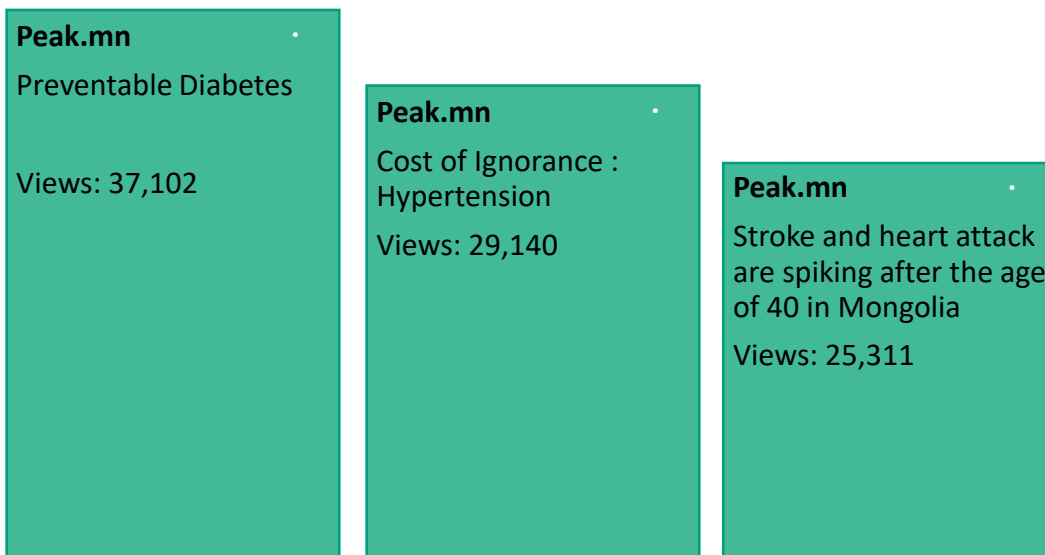 Peak.mn
Preventable Diabetes
Views: 37,102
Peak.mn
Cost of Ignorance :
Hypertension
Views: 29,140
Peak.mn
Stroke and heart attack
are spiking after the age
of 40 in Mongolia
Views: 25,311